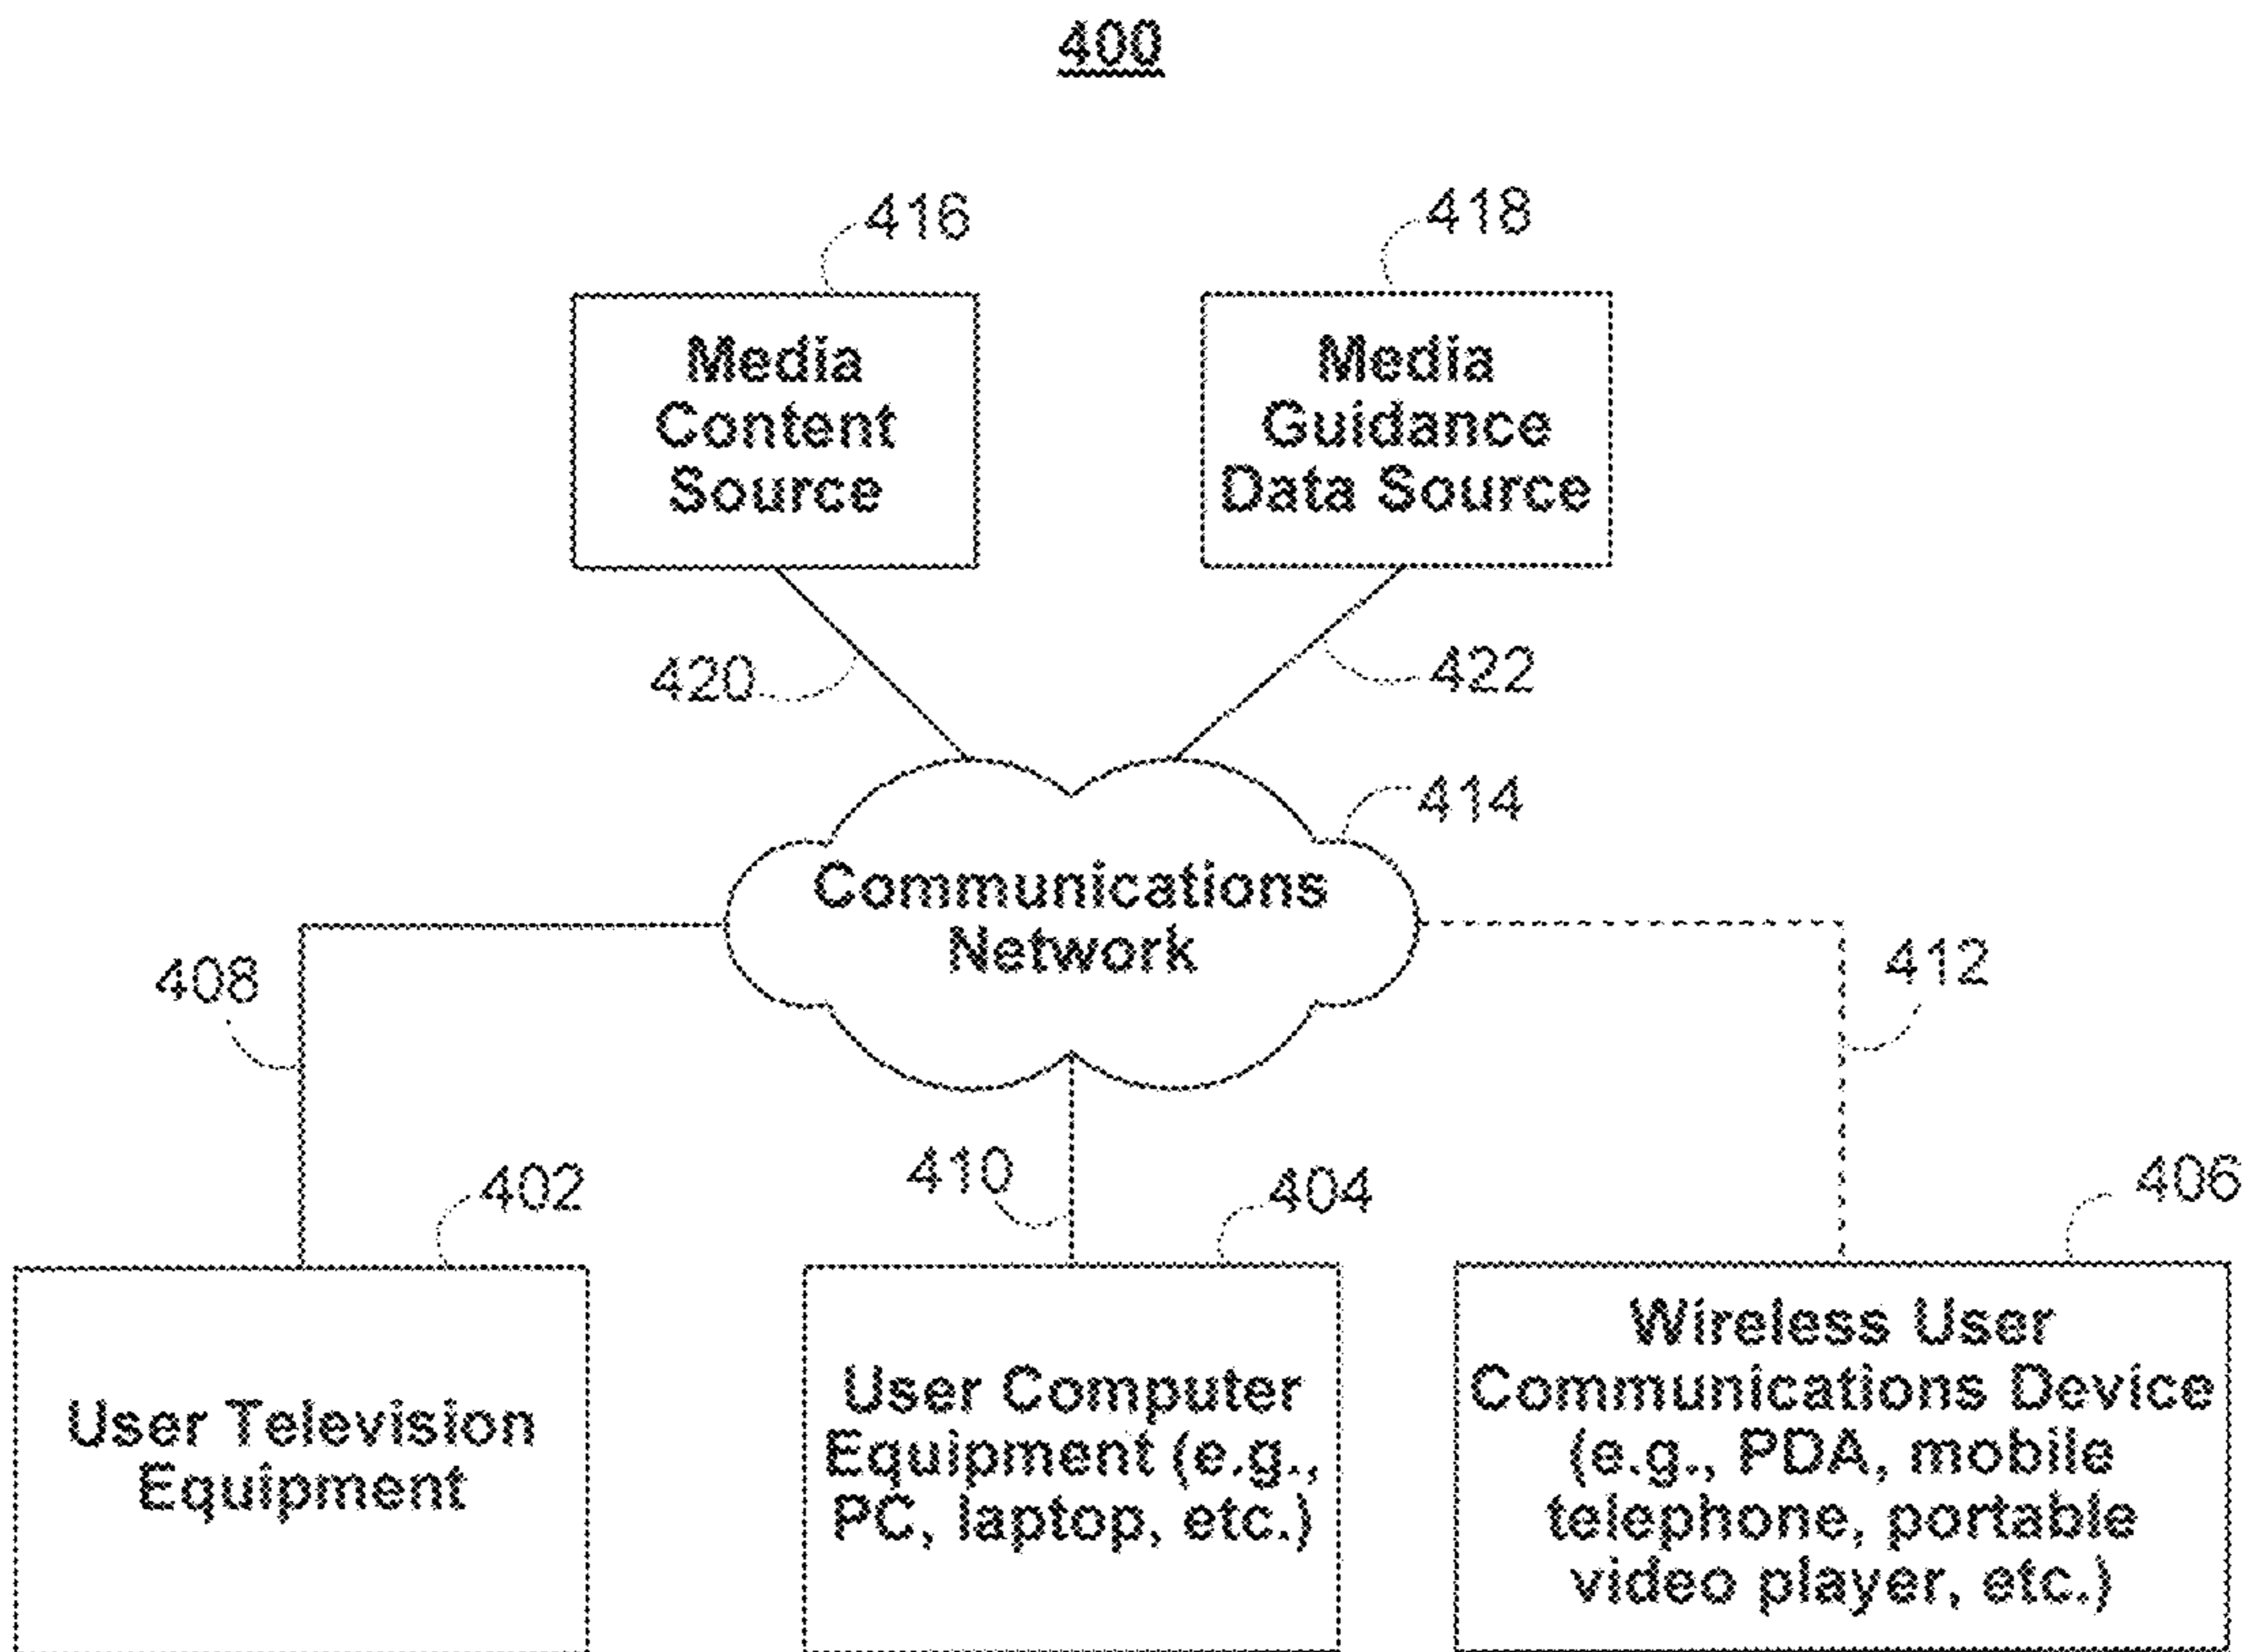 400
416
418
Media
Content
Source
Media
Guidance
Data Source
420
422
414
Communications
Network
408
412
402
410
404
406
User Television
Equipment
User Computer
Equipment (e.g.,
PC, laptop, etc.)
Wireless User
Communications Device
(e.g., PDA, mobile
telephone, portable
video player, etc.)